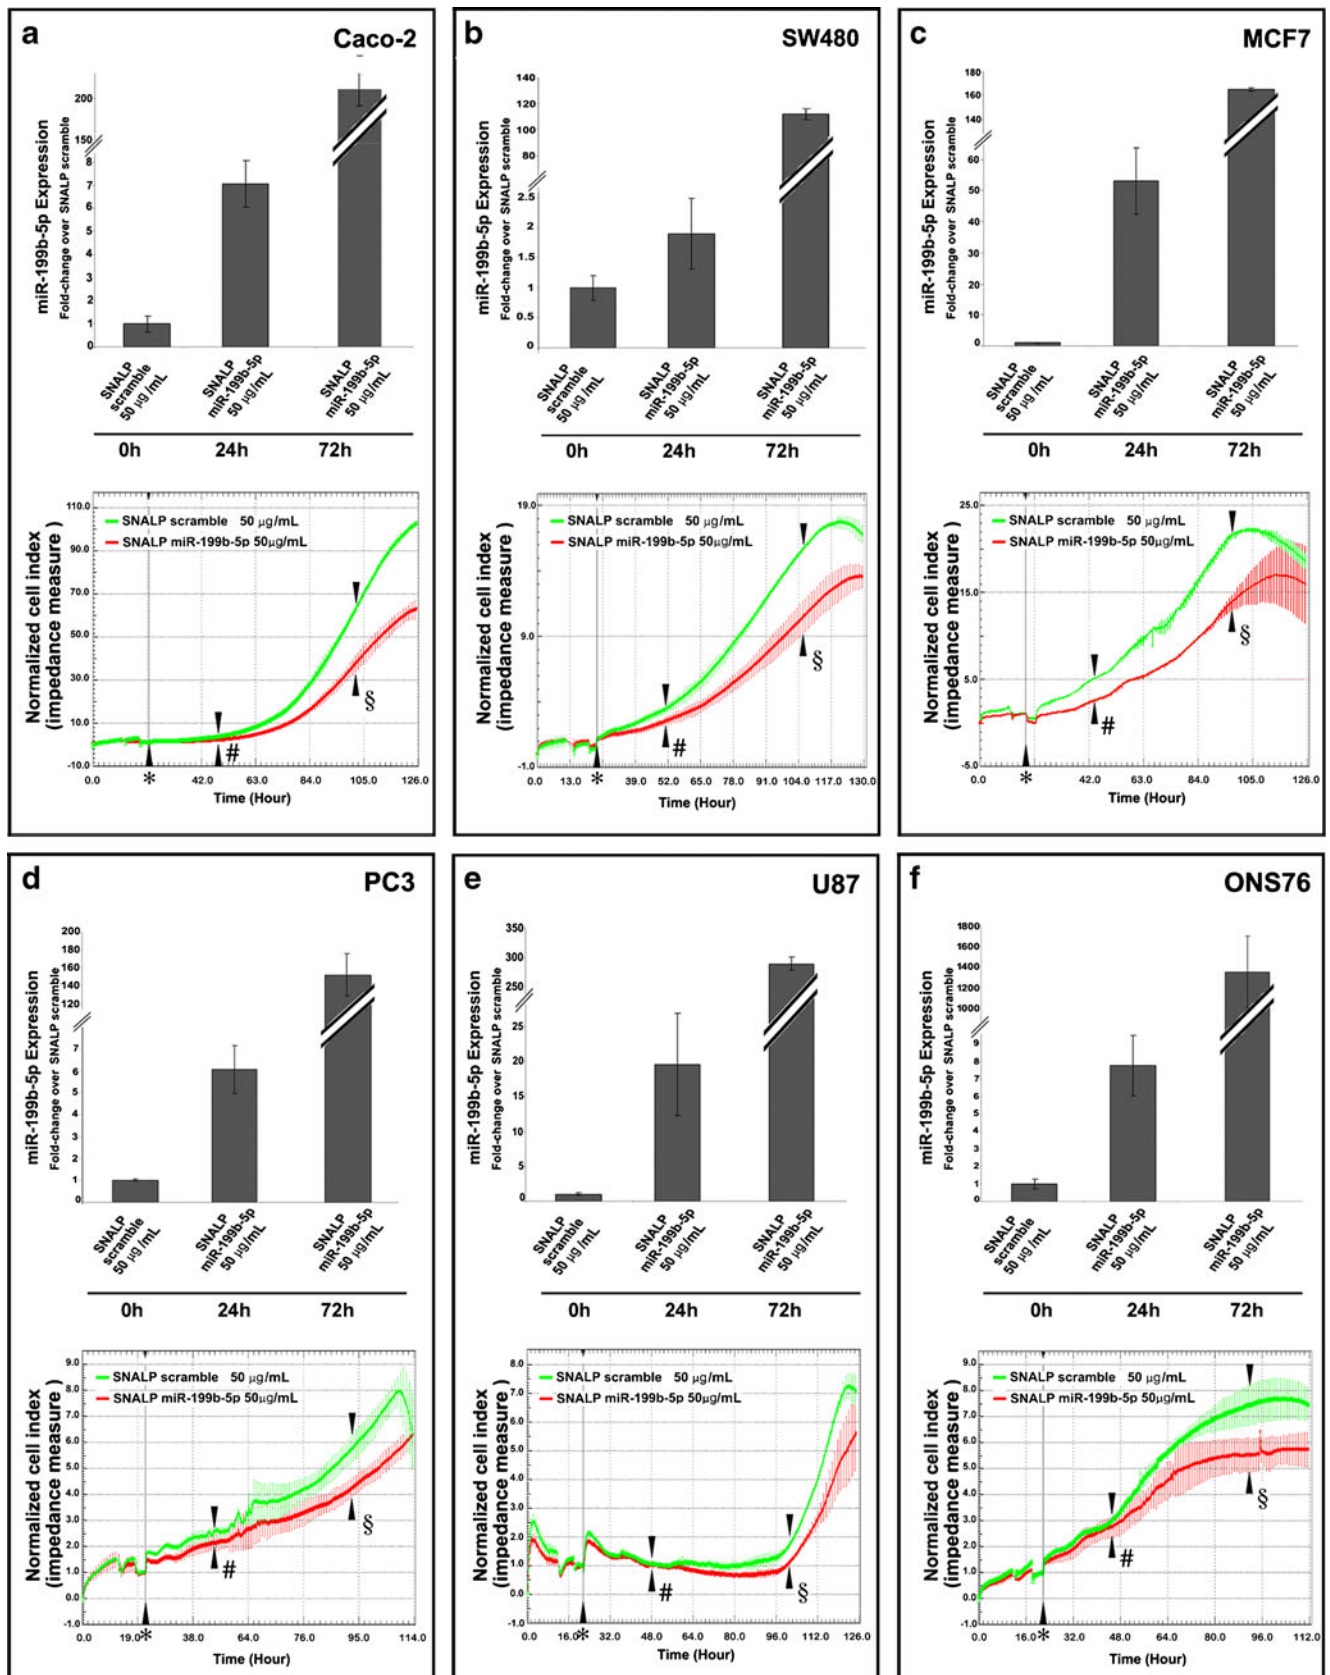 a Caco-2
miR-199b-5p Expression
Fold-change over SNALP scramble
200
150
8
7
6
5
4
3
2
1
0
SNALP scramble 50 µg /mL
SNALP miR-199b-5p 50 µg/mL
SNALP miR-199b-5p 50 µg/mL
0h 24h 72h
Normalized cell index
(impedance measure)
110.0
90.0
70.0
50.0
30.0
10.0
-10.0
SNALP scramble 50 µg/mL
SNALP miR-199b-5p 50µg/mL
#
§
0.0 * 42.0 63.0 84.0 105.0 126.0
Time (Hour)
b SW480
miR-199b-5p Expression
Fold-change over SNALP scramble
140
120
100
80
60
2.5
2
1.5
1
0.5
0
SNALP scramble 50 µg /mL
SNALP miR-199b-5p 50 µg/mL
SNALP miR-199b-5p 50 µg/mL
0h 24h 72h
Normalized cell index
(impedance measure)
19.0
9.0
-1.0
SNALP scramble 50 µg/mL
SNALP miR-199b-5p 50µg/mL
#
§
0.0 13.0 * 39.0 52.0 65.0 78.0 91.0 104.0 117.0 130.0
Time (Hour)
c MCF7
miR-199b-5p Expression
Fold-change over SNALP scramble
180
160
140
60
50
40
30
20
10
0
SNALP scramble 50 µg /mL
SNALP miR-199b-5p 50 µg/mL
SNALP miR-199b-5p 50 µg/mL
0h 24h 72h
Normalized cell index
(impedance measure)
25.0
15.0
5.0
-5.0
SNALP scramble 50 µg/mL
SNALP miR-199b-5p 50µg/mL
#
§
0.0 * 42.0 63.0 84.0 105.0 126.0
Time (Hour)
d PC3
miR-199b-5p Expression
Fold-change over SNALP scramble
200
180
160
140
120
7
6
5
4
3
2
1
0
SNALP scramble 50 µg /mL
SNALP miR-199b-5p 50 µg/mL
SNALP miR-199b-5p 50 µg/mL
0h 24h 72h
Normalized cell index
(impedance measure)
9.0
8.0
7.0
6.0
5.0
4.0
3.0
2.0
1.0
0.0
-1.0
SNALP scramble 50 µg/mL
SNALP miR-199b-5p 50µg/mL
#
§
0.0 16.0 * 38.0 57.0 76.0 95.0 114.0
Time (Hour)
e U87
miR-199b-5p Expression
Fold-change over SNALP scramble
350
300
250
25
20
15
10
5
0
SNALP scramble 50 µg /mL
SNALP miR-199b-5p 50 µg/mL
SNALP miR-199b-5p 50 µg/mL
0h 24h 72h
Normalized cell index
(impedance measure)
8.0
7.0
6.0
5.0
4.0
3.0
2.0
1.0
0.0
-1.0
SNALP scramble 50 µg/mL
SNALP miR-199b-5p 50µg/mL
#
§
0.0 16.0 * 32.0 48.0 64.0 80.0 96.0 112.0 126.0
Time (Hour)
f ONS76
miR-199b-5p Expression
Fold-change over SNALP scramble
1800
1600
1400
1200
1000
9
8
7
6
5
4
3
2
1
0
SNALP scramble 50 µg /mL
SNALP miR-199b-5p 50 µg/mL
SNALP miR-199b-5p 50 µg/mL
0h 24h 72h
Normalized cell index
(impedance measure)
9.0
8.0
7.0
6.0
5.0
4.0
3.0
2.0
1.0
0.0
-1.0
SNALP scramble 50 µg/mL
SNALP miR-199b-5p 50µg/mL
#
§
0.0 16.0 * 32.0 48.0 64.0 80.0 96.0 112.0
Time (Hour)